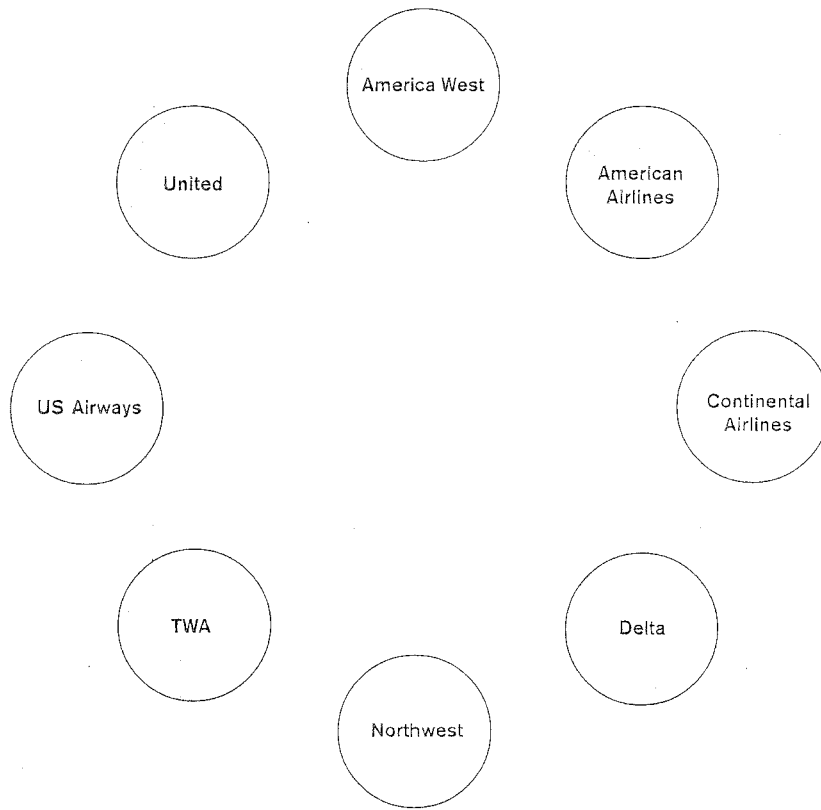 America West
United
American
Airlines
US Airways
Continental
Airlines
TWA
Delta
Northwest